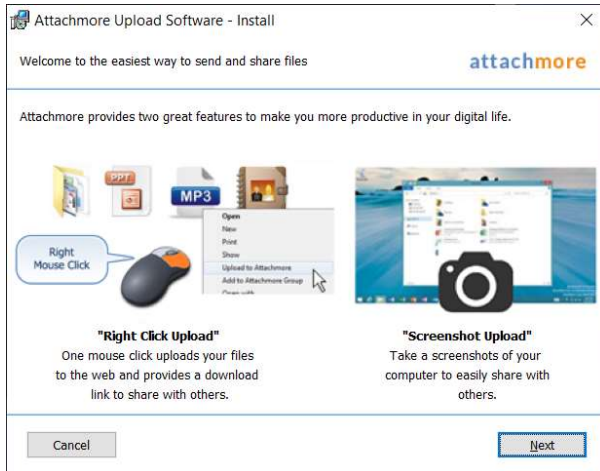 Attachmore Upload Software - Install
Welcome to the easiest way to send and share files
attachmore
Attachmore provides two great features to make you more productive in your digital life.
PPT
MP3
Right
Mouse Click
Open
New
Print
Show
Upload to Attachmore
Add to Attachmore Group
Open with
"Right Click Upload"
One mouse click uploads your files
to the web and provides a download
link to share with others.
"Screenshot Upload"
Take a screenshots of your
computer to easily share with
others.
Cancel
Next